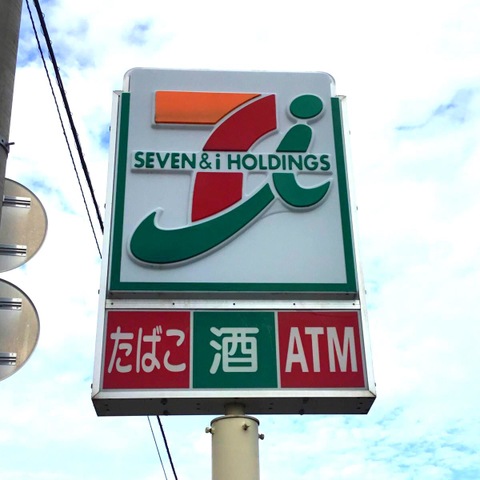 SEVEN&i HOLDINGS
たばこ 酒 ATM